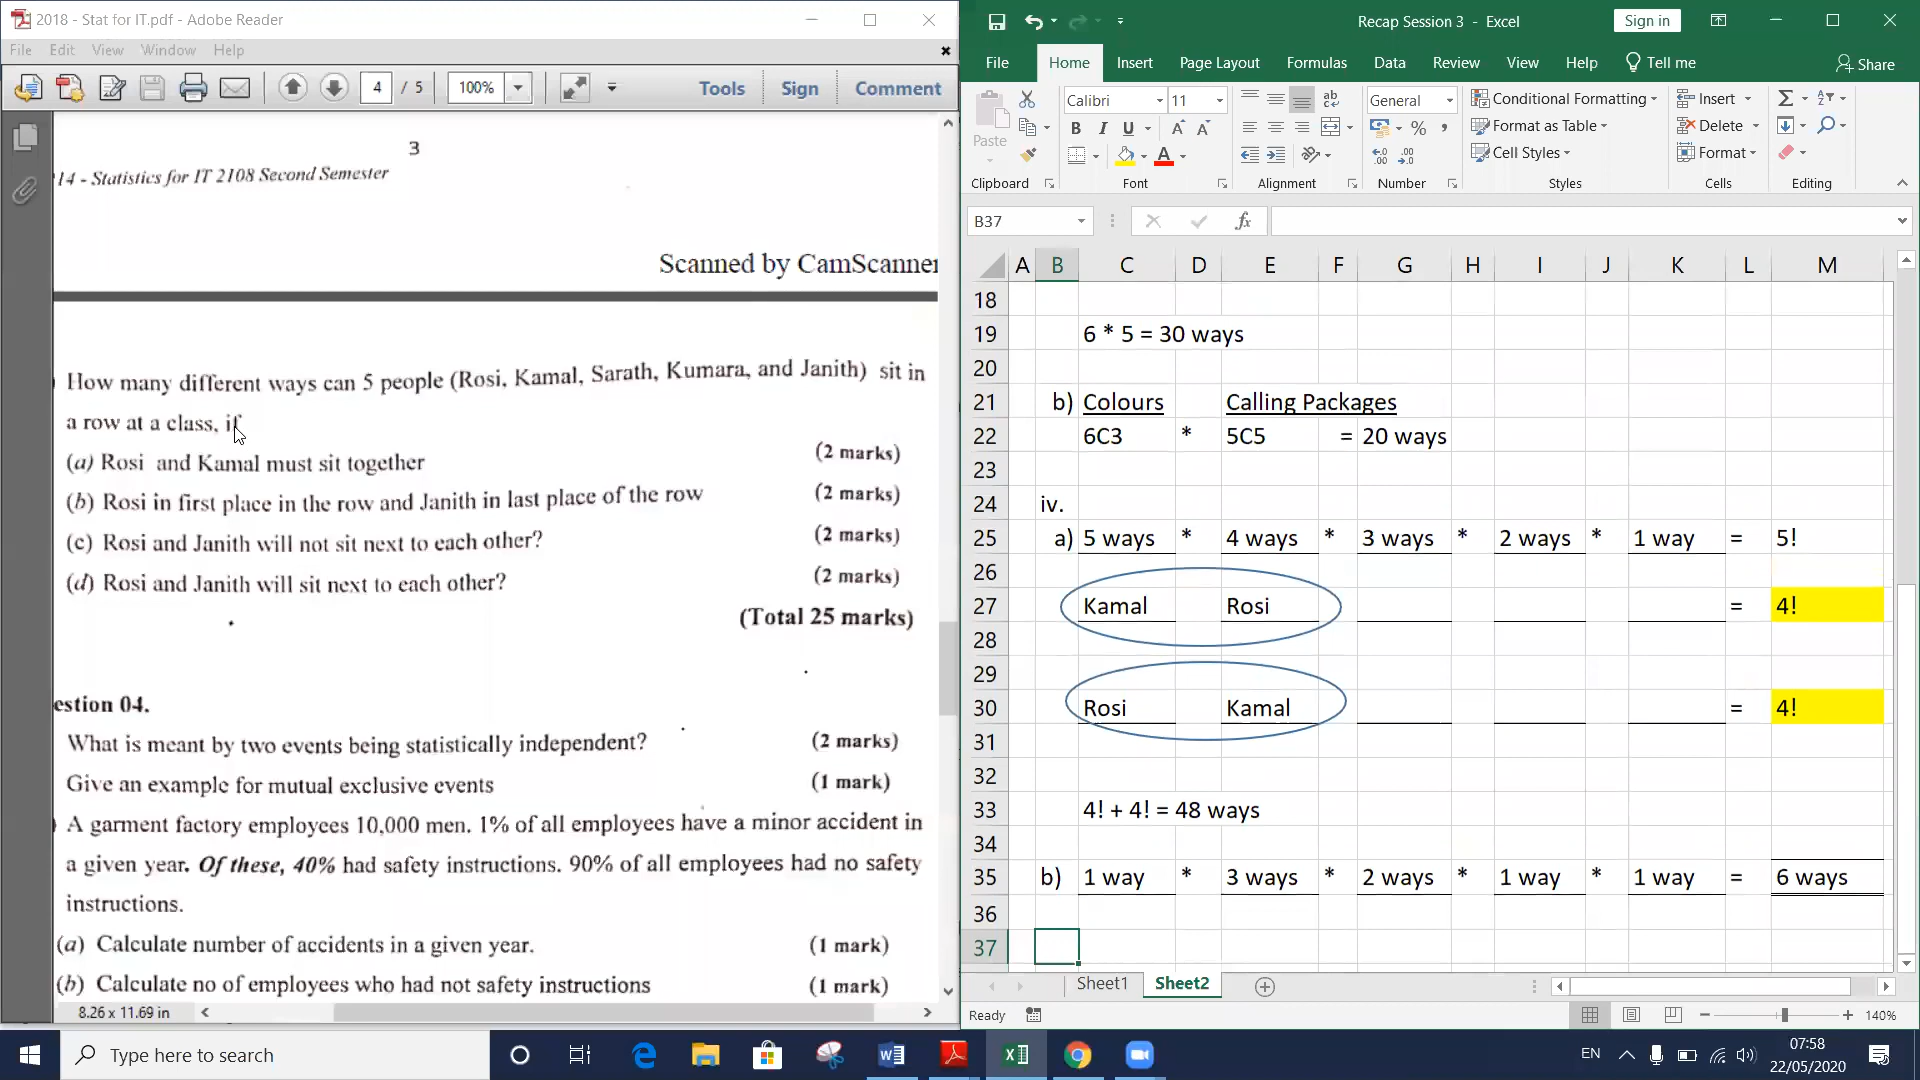 2018 - Stat for IT.pdf - Adobe Reader
File Edit View Window Help
4 / 5 100% Tools Sign Comment
3
14 - Statistics for IT 2108 Second Semester
Scanned by CamScanner
How many different ways can 5 people (Rosi, Kamal, Sarath, Kumara, and Janith) sit in
a row at a class, if
(a) Rosi and Kamal must sit together (2 marks)
(b) Rosi in first place in the row and Janith in last place of the row (2 marks)
(c) Rosi and Janith will not sit next to each other? (2 marks)
(d) Rosi and Janith will sit next to each other? (2 marks)
(Total 25 marks)
estion 04.
What is meant by two events being statistically independent? (2 marks)
Give an example for mutual exclusive events (1 mark)
A garment factory employees 10,000 men. 1% of all employees have a minor accident in
a given year. Of these, 40% had safety instructions. 90% of all employees had no safety
instructions.
(a) Calculate number of accidents in a given year. (1 mark)
(b) Calculate no of employees who had not safety instructions (1 mark)
8.26 x 11.69 in
Recap Session 3 - Excel Sign in
File Home Insert Page Layout Formulas Data Review View Help Tell me Share
Paste Calibri 11 General Conditional Formatting Insert
B I U Format as Table Delete
Cell Styles Format
Clipboard Font Alignment Number Styles Cells Editing
B37 fx
A B C D E F G H I J K L M
18
19 6 * 5 = 30 ways
20
21 b) Colours Calling Packages
22 6C3 * 5C5 = 20 ways
23
24 iv.
25 a) 5 ways * 4 ways * 3 ways * 2 ways * 1 way = 5!
26
27 Kamal Rosi = 4!
28
29
30 Rosi Kamal = 4!
31
32
33 4! + 4! = 48 ways
34
35 b) 1 way * 3 ways * 2 ways * 1 way * 1 way = 6 ways
36
37
Sheet1 Sheet2
Ready 140%
Type here to search
EN 07:58
22/05/2020